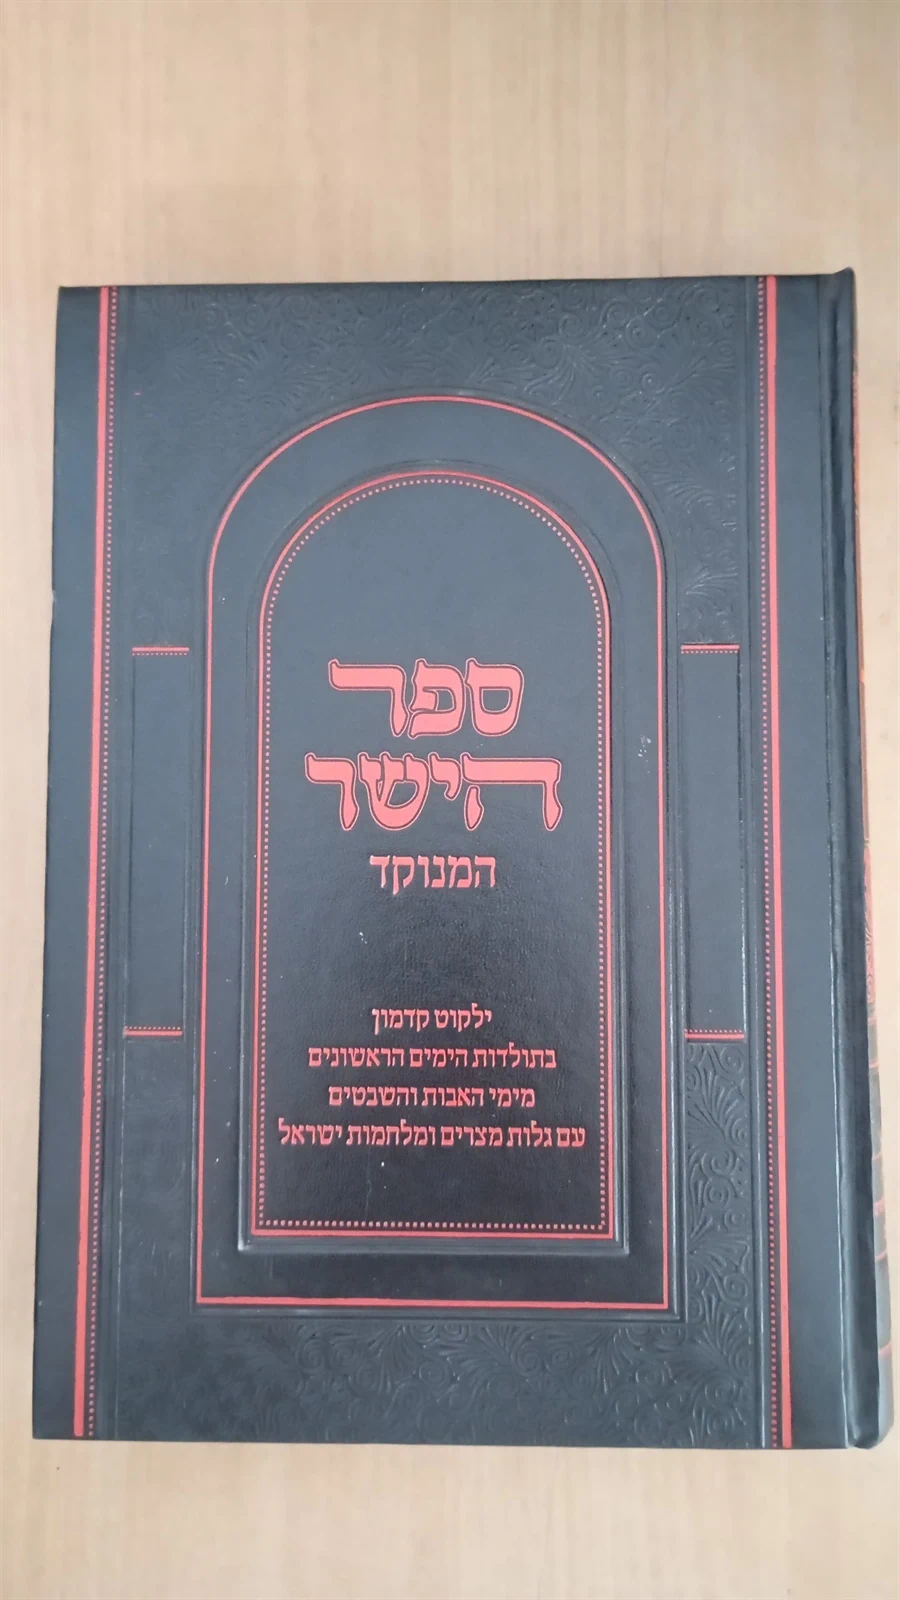 ספר
הישר
המנוקד
ילקוט קדמון
בתולדות הימים הראשונים
מימי האבות והשבטים
עם גלות מצרים ומלחמות ישראל